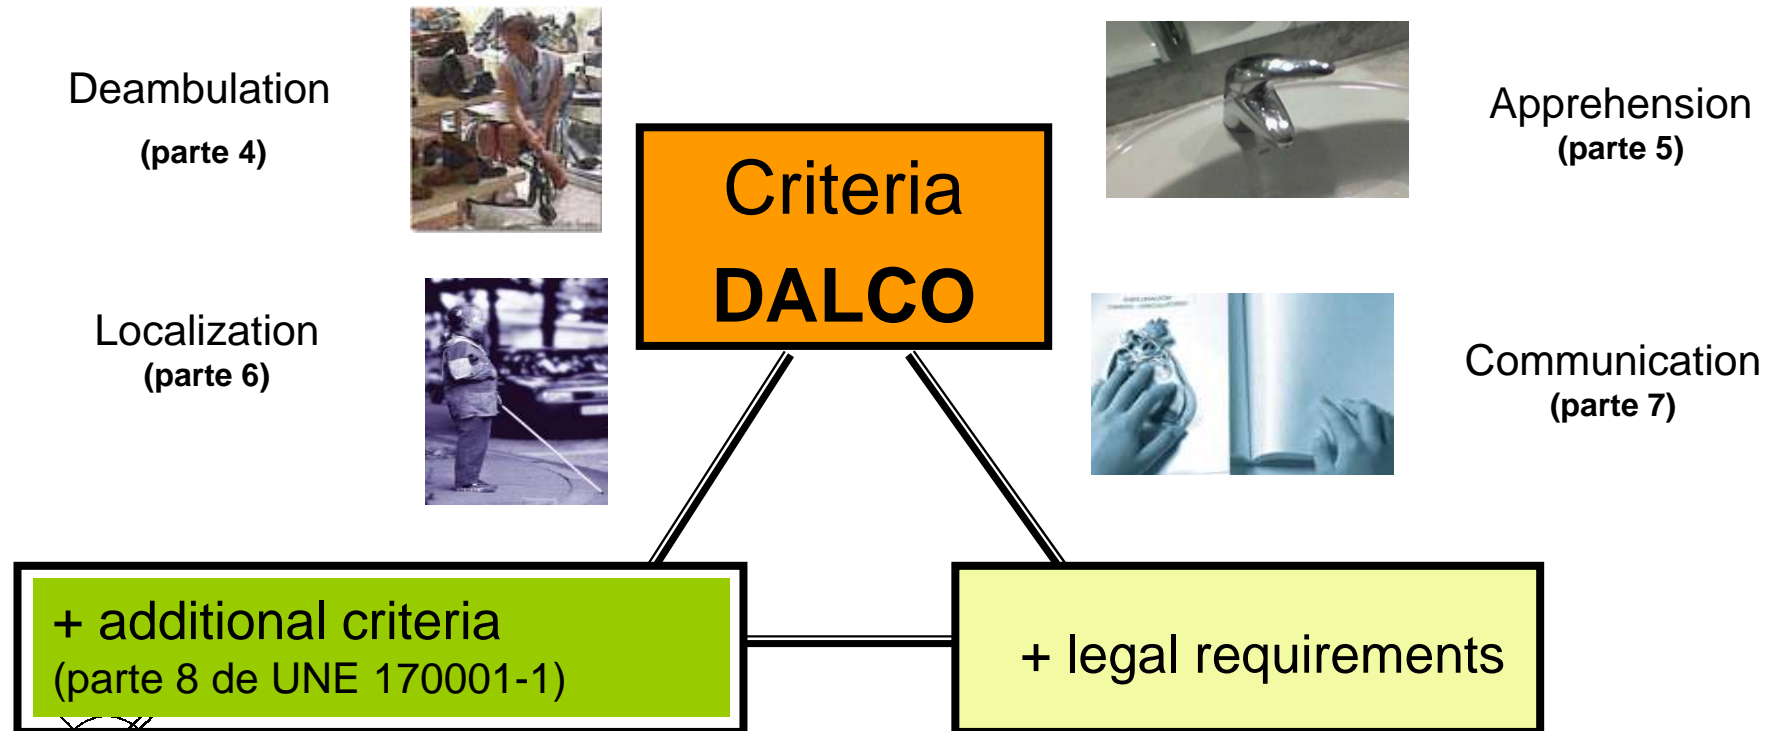 Deambulation
(parte 4)
Criteria
DALCO
Apprehension
(parte 5)
Localization
(parte 6)
Communication
(parte 7)
+ additional criteria
(parte 8 de UNE 170001-1)
+ legal requirements